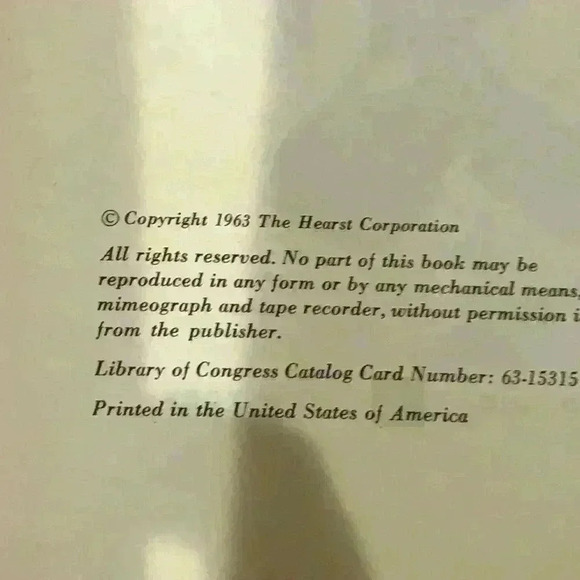 © Copyright 1963 The Hearst Corporation
All rights reserved. No part of this book may be
reproduced in any form or by any mechanical means,
mimeograph and tape recorder, without permission i
from the publisher.
Library of Congress Catalog Card Number: 63-15315
Printed in the United States of America